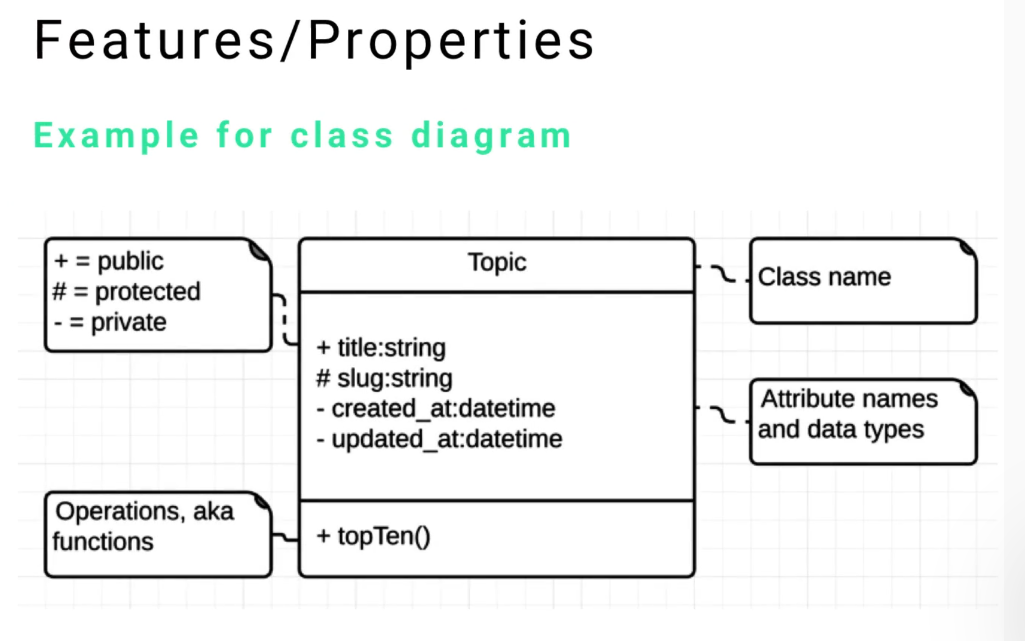 Features/Properties
Example for class diagram
+ = public
# = protected
- = private
Topic
Class name
+ title:string
# slug:string
- created_at:datetime
- updated_at:datetime
Attribute names
and data types
Operations, aka
functions
+ topTen()